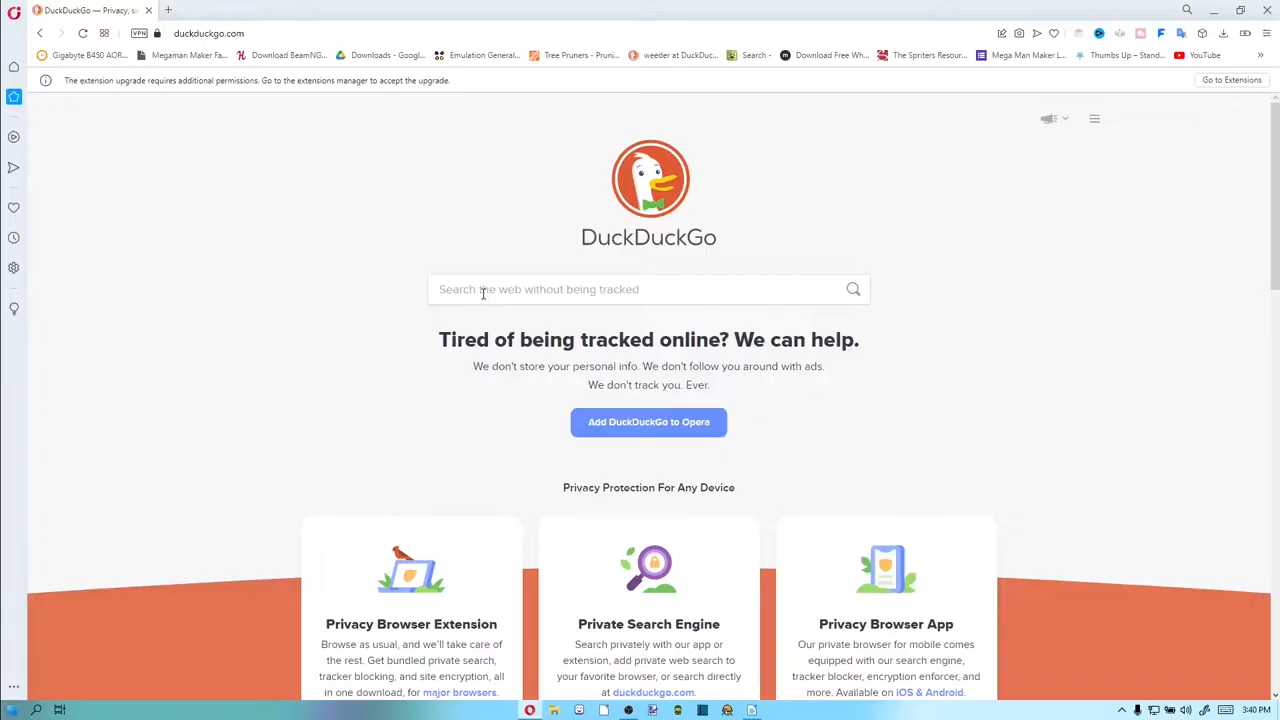 DuckDuckGo — Privacy, s
VPN
duckduckgo.com
Gigabyte B450 AOR...
Megaman Maker Fa...
Download BeamNG...
Downloads - Googl...
Emulation General...
Tree Pruners - Pruni...
weeder at DuckDuc...
Search -
Download Free Wh...
The Spriters Resour...
Mega Man Maker L...
Thumbs Up – Stand...
YouTube
The extension upgrade requires additional permissions. Go to the extensions manager to accept the upgrade.
Go to Extensions
DuckDuckGo
Search the web without being tracked
Tired of being tracked online? We can help.
We don't store your personal info. We don't follow you around with ads.
We don't track you. Ever.
Add DuckDuckGo to Opera
Privacy Protection For Any Device
Privacy Browser Extension
Browse as usual, and we'll take care of
the rest. Get bundled private search,
tracker blocking, and site encryption, all
in one download, for major browsers.
Private Search Engine
Search privately with our app or
extension, add private web search to
your favorite browser, or search directly
at duckduckgo.com.
Privacy Browser App
Our private browser for mobile comes
equipped with our search engine,
tracker blocker, encryption enforcer, and
more. Available on iOS & Android.
3:40 PM